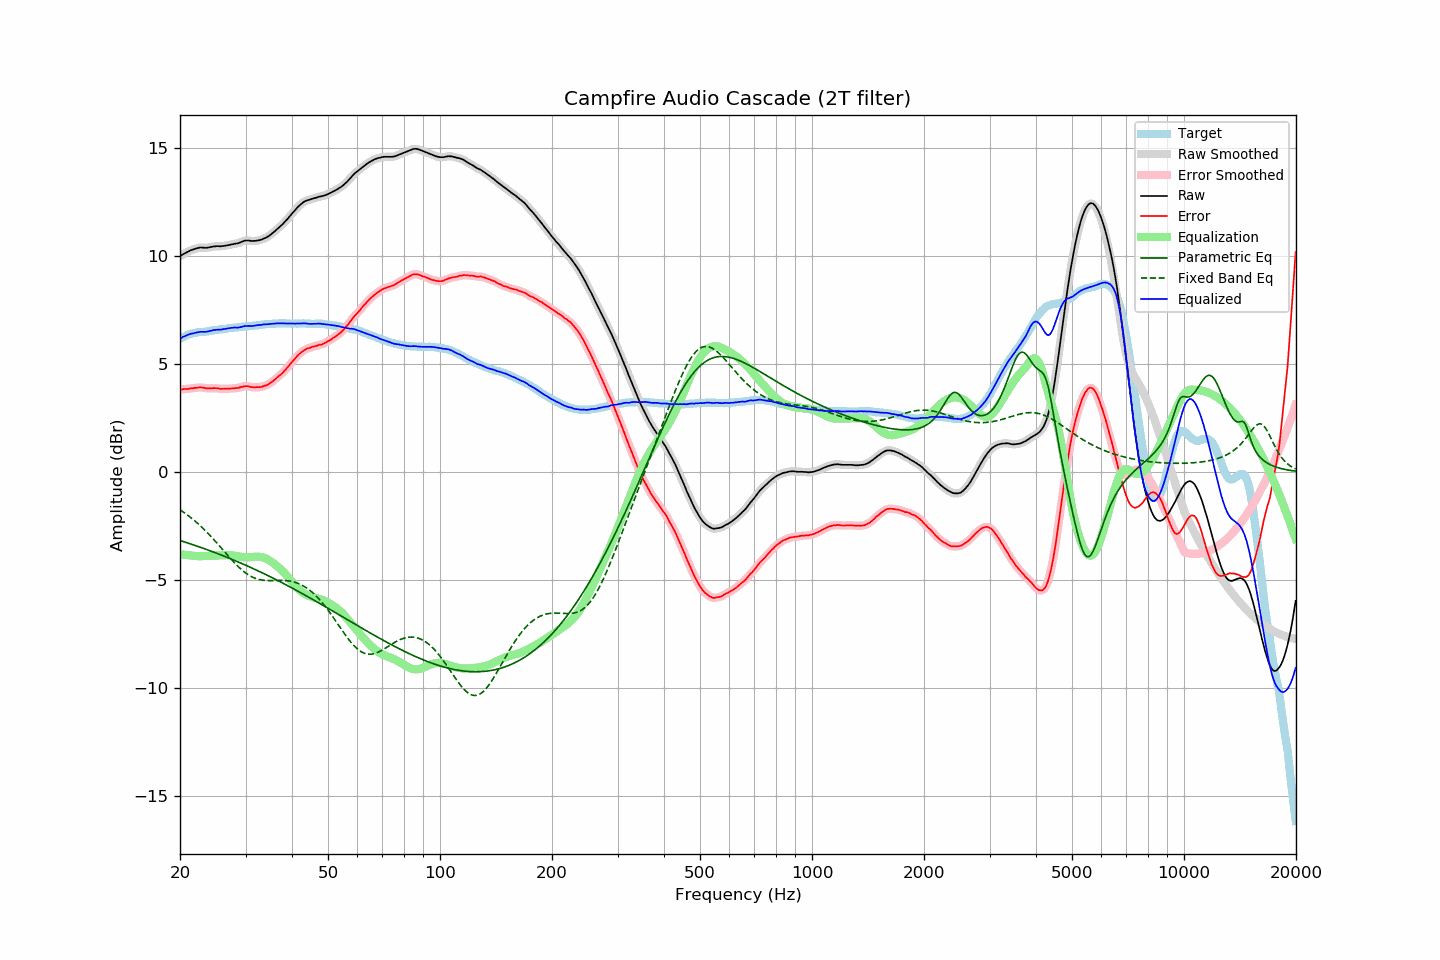 Campfire Audio Cascade (2T filter)
Target
Raw Smoothed
Error Smoothed
Raw
Error
Equalization
Parametric Eq
Fixed Band Eq
Equalized
15
10
5
0
−5
−10
−15
Amplitude (dBr)
20 50 100 200 500 1000 2000 5000 10000 20000
Frequency (Hz)